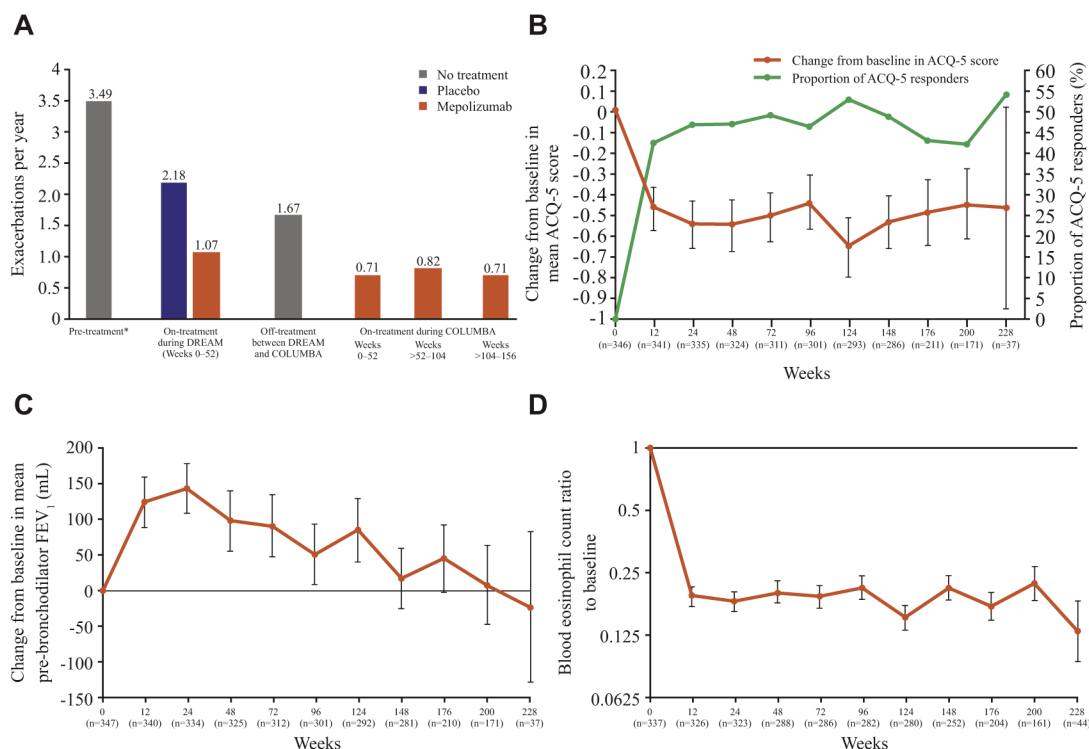 A
No treatment
Placebo
Mepolizumab
Exacerbations per year
4
3.5
3.0
2.5
2.0
1.5
1.0
0.5
0
3.49
2.18
1.07
1.67
0.71
0.82
0.71
Pre-treatment*
On-treatment
during DREAM
(Weeks 0–52)
Off-treatment
between DREAM
and COLUMBA
On-treatment during COLUMBA
Weeks
0–52
Weeks
>52–104
Weeks
>104–156
B
Change from baseline in ACQ-5 score
Proportion of ACQ-5 responders
Change from baseline in
mean ACQ-5 score
0.2
0.1
0
-0.1
-0.2
-0.3
-0.4
-0.5
-0.6
-0.7
-0.8
-0.9
-1
60
55
50
45
40
35
30
25
20
15
10
5
0
Proportion of ACQ-5 responders (%)
0 12 24 48 72 96 124 148 176 200 228
(n=346) (n=341) (n=335) (n=324) (n=311) (n=301) (n=293) (n=286) (n=211) (n=171) (n=37)
Weeks
C
Change from baseline in mean
pre-bronchodilator FEV1 (mL)
200
150
100
50
0
-50
-100
-150
0 12 24 48 72 96 124 148 176 200 228
(n=347) (n=340) (n=334) (n=325) (n=312) (n=301) (n=292) (n=281) (n=210) (n=171) (n=37)
Weeks
D
Blood eosinophil count ratio
to baseline
1
0.5
0.25
0.125
0.0625
0 12 24 48 72 96 124 148 176 200 228
(n=337) (n=326) (n=323) (n=288) (n=286) (n=282) (n=280) (n=252) (n=204) (n=161) (n=44)
Weeks